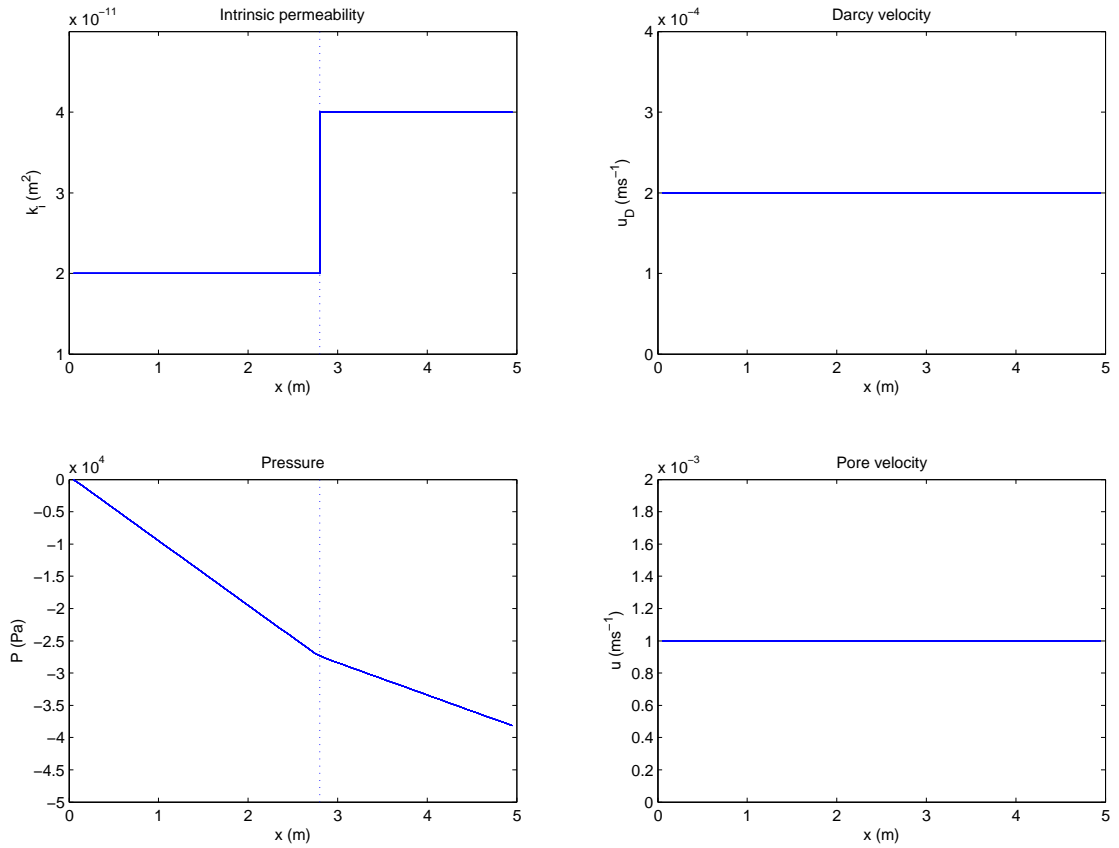 Intrinsic permeability
x 10⁻¹¹
4
3
2
1
kᵢ (m²)
0 1 2 3 4 5
x (m)
Darcy velocity
x 10⁻⁴
4
3
2
1
0
u_D (ms⁻¹)
0 1 2 3 4 5
x (m)
Pressure
x 10⁴
0
−0.5
−1
−1.5
−2
−2.5
−3
−3.5
−4
−4.5
−5
P (Pa)
0 1 2 3 4 5
x (m)
Pore velocity
x 10⁻³
2
1.8
1.6
1.4
1.2
1
0.8
0.6
0.4
0.2
0
u (ms⁻¹)
0 1 2 3 4 5
x (m)